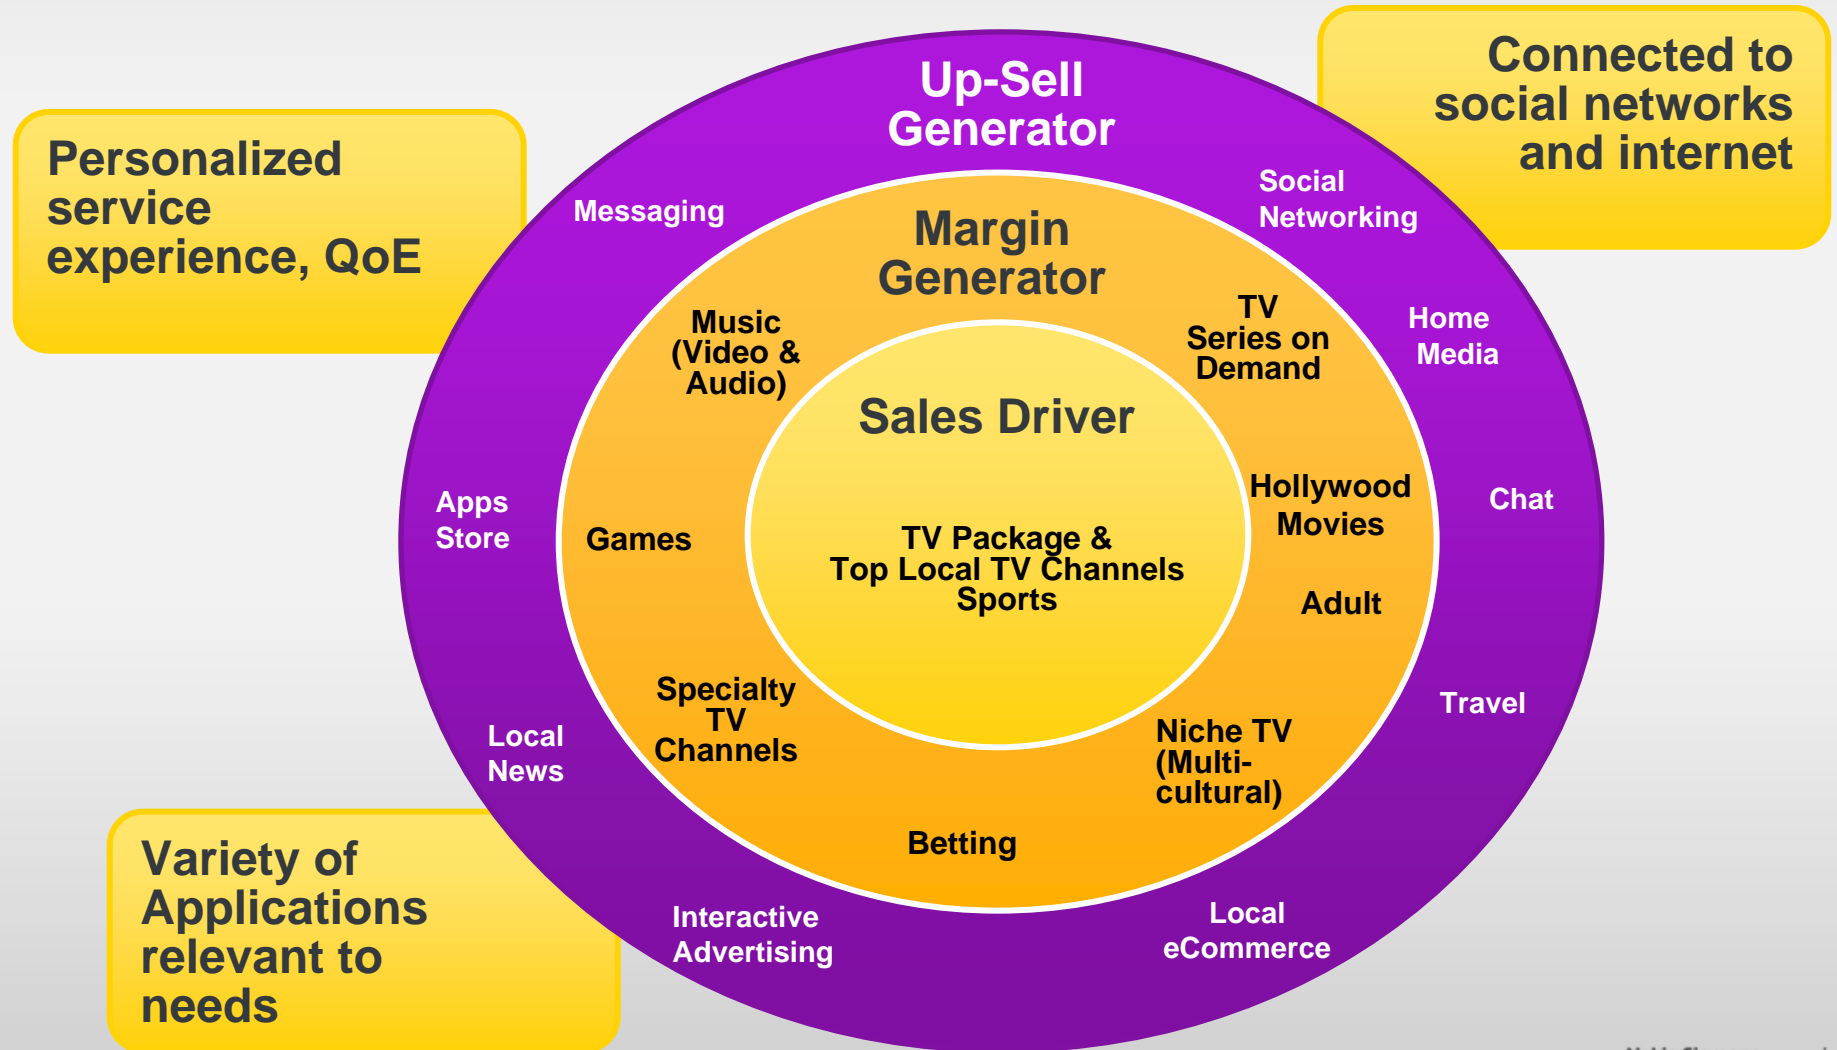 Up-Sell
Generator
Connected to
social networks
and internet
Personalized
service
experience, QoE
Messaging
Social
Networking
Margin
Generator
Music
(Video &
Audio)
TV
Series on
Demand
Home
Media
Sales Driver
Apps
Store
Games
TV Package &
Top Local TV Channels
Sports
Hollywood
Movies
Chat
Adult
Specialty
TV
Channels
Niche TV
(Multi-
cultural)
Travel
Local
News
Betting
Variety of
Applications
relevant to
needs
Interactive
Advertising
Local
eCommerce